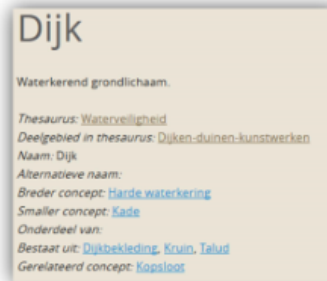 Dijk
Waterkerend grondlichaam.
Thesaurus: Waterveiligheid
Deelgebied in thesaurus: Dijken-duinen-kunstwerken
Naam: Dijk
Alternatieve naam:
Breder concept: Harde waterkering
Smaller concept: Kade
Onderdeel van:
Bestaat uit: Dijkbekleding, Kruin, Talud
Gerelateerd concept: Kopsloot